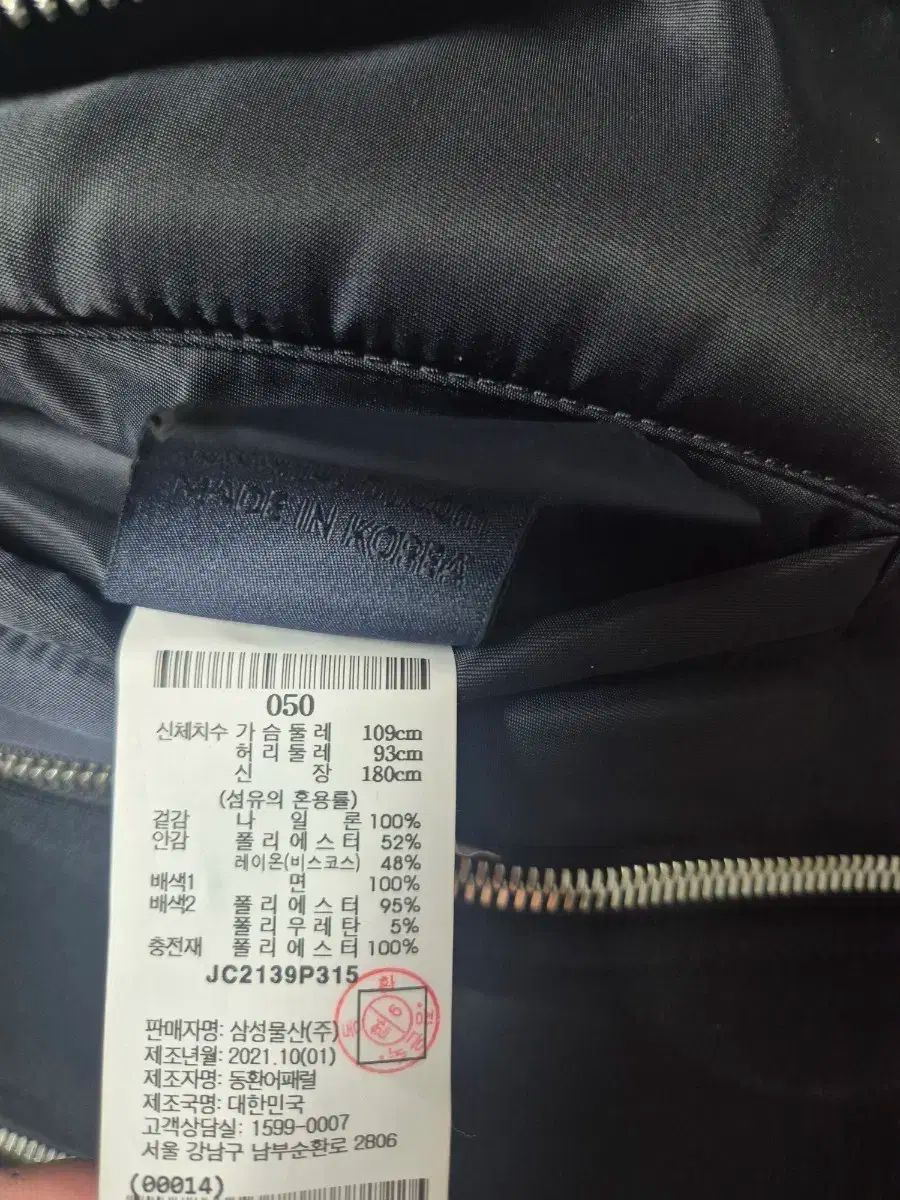 MADE IN KOREA
050
신체치수 가슴둘레 109cm
허리둘레 93cm
신장 180cm
(섬유의 혼용률)
겉감 나일론 100%
안감 폴리에스터 52%
레이온(비스코스) 48%
배색1 면 100%
배색2 폴리에스터 95%
폴리우레탄 5%
충전재 폴리에스터 100%
JC2139P315
판매자명: 삼성물산(주)
제조년월: 2021.10(01)
제조자명: 동환어패럴
제조국명: 대한민국
고객상담실: 1599-0007
서울 강남구 남부순환로 2806
(00014)